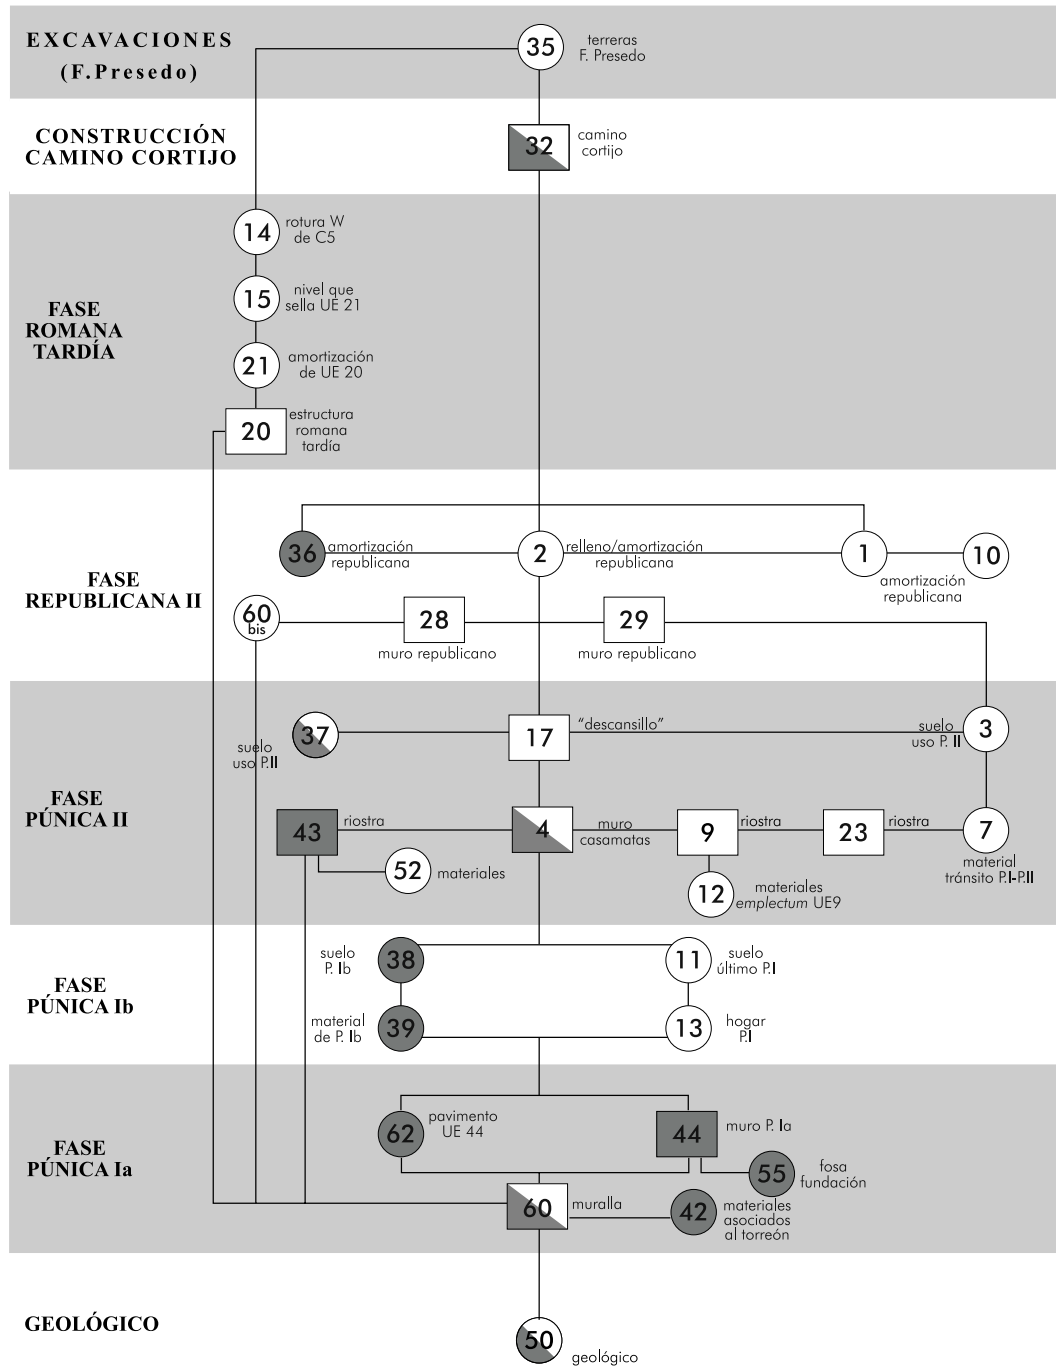 EXCAVACIONES
(F.Presedo)
35
terreras
F. Presedo
CONSTRUCCIÓN
CAMINO CORTIJO
32
camino
cortijo
FASE
ROMANA
TARDÍA
14
rotura W
de C5
15
nivel que
sella UE 21
21
amortización
de UE 20
20
estructura
romana
tardía
FASE
REPUBLICANA II
36
amortización
republicana
2
relleno/amortización
republicana
1
10
amortización
republicana
60
bis
28
muro republicano
29
muro republicano
FASE
PÚNICA II
37
suelo
uso P.II
17
“descansillo”
suelo
uso P. II
3
43
riostra
4
muro
casamatas
9
riostra
23
riostra
7
material
tránsito P.I-P.II
52
materiales
12
materiales
emplectum UE9
FASE
PÚNICA Ib
suelo
P. Ib
38
11
suelo
último P.I
material
de P. Ib
39
13
hogar
P.I
FASE
PÚNICA Ia
62
pavimento
UE 44
44
muro P. Ia
55
fosa
fundación
60
muralla
42
materiales
asociados
al torreón
GEOLÓGICO
50
geológico